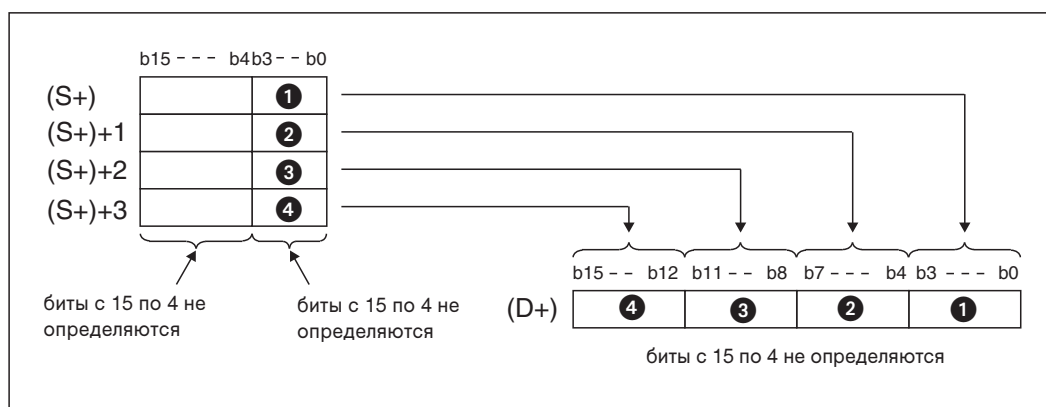 b15 - - - b4 b3 - - b0
(S+) ❶
(S+)+1 ❷
(S+)+2 ❸
(S+)+3 ❹
биты с 15 по 4 не
определяются
биты с 15 по 4 не
определяются
b15 - - b12 b11 - - b8 b7 - - - b4 b3 - - - b0
(D+) ❹ ❸ ❷ ❶
биты с 15 по 4 не определяются